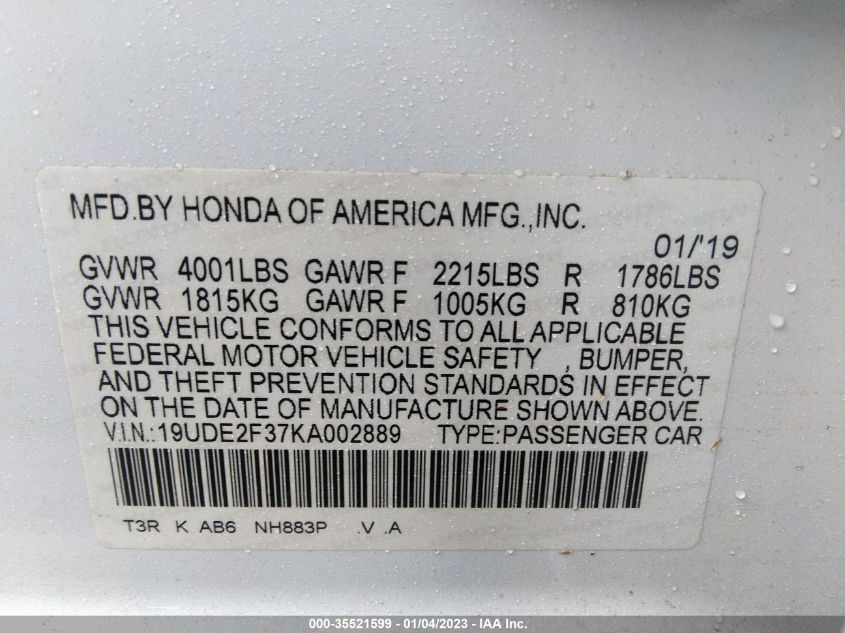 MFD.BY HONDA OF AMERICA MFG.,INC.
01/'19
GVWR 4001LBS GAWR F 2215LBS R 1786LBS
GVWR 1815KG GAWR F 1005KG R 810KG
THIS VEHICLE CONFORMS TO ALL APPLICABLE
FEDERAL MOTOR VEHICLE SAFETY , BUMPER,
AND THEFT PREVENTION STANDARDS IN EFFECT
ON THE DATE OF MANUFACTURE SHOWN ABOVE.
V.I.N.:19UDE2F37KA002889 TYPE:PASSENGER CAR
T3R K AB6 NH883P .V .A
000-35521599 - 01/04/2023 - IAA Inc.